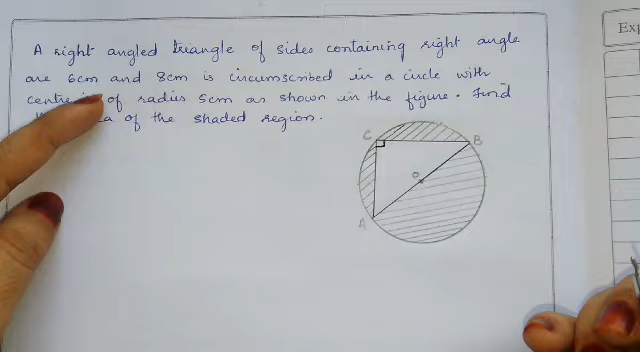 A right angled triangle of sides containing right angle
are 6cm and 8cm is circumscribed in a circle with
centre of radius 5cm as shown in the figure. Find
of the shaded region.
C
B
O
A